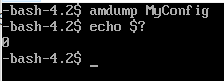 -bash-4.2$ amdump MyConfig
-bash-4.2$ echo $?
0
-bash-4.2$ _